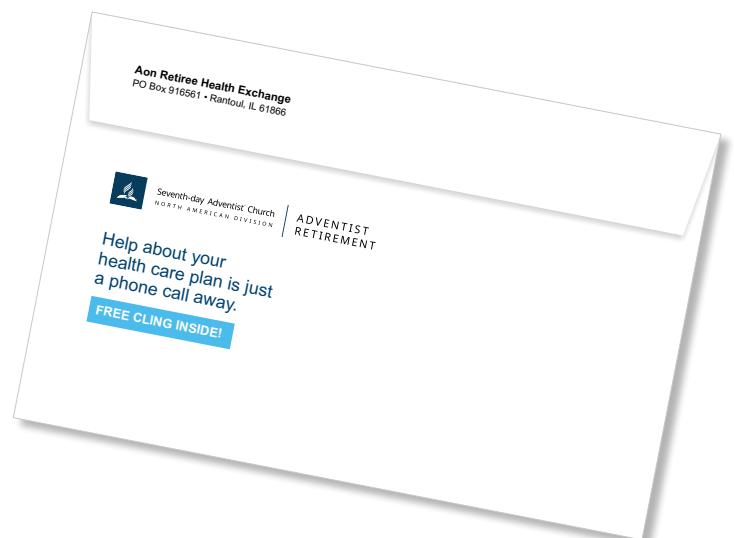 Aon Retiree Health Exchange
PO Box 916561 • Rantoul, IL 61866
Seventh-day Adventist® Church
NORTH AMERICAN DIVISION
ADVENTIST
RETIREMENT
Help about your
health care plan is just
a phone call away.
FREE CLING INSIDE!